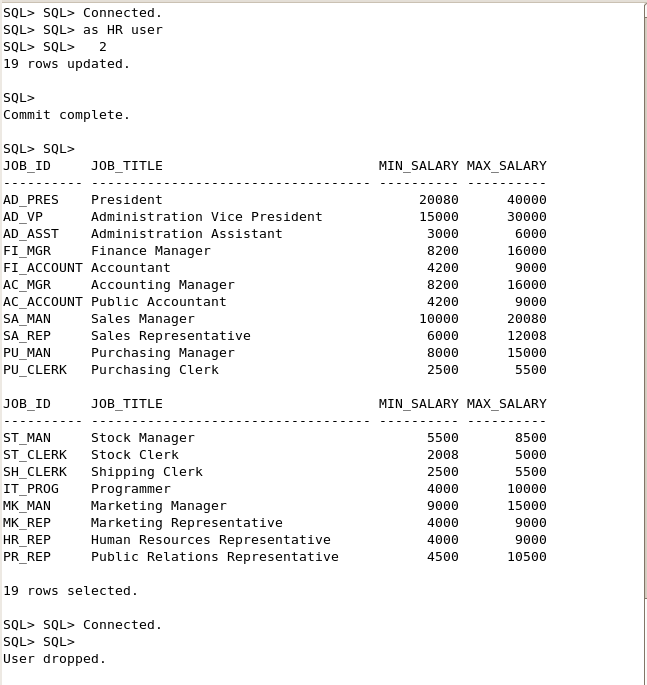 SQL> SQL> Connected.
SQL> SQL> as HR user
SQL> SQL>   2
19 rows updated.
SQL>
Commit complete.
SQL> SQL>
JOB_ID     JOB_TITLE                           MIN_SALARY MAX_SALARY
---------- ----------------------------------- ---------- ----------
AD_PRES    President                                20080      40000
AD_VP      Administration Vice President            15000      30000
AD_ASST    Administration Assistant                  3000       6000
FI_MGR     Finance Manager                           8200      16000
FI_ACCOUNT Accountant                                4200       9000
AC_MGR     Accounting Manager                        8200      16000
AC_ACCOUNT Public Accountant                         4200       9000
SA_MAN     Sales Manager                            10000      20080
SA_REP     Sales Representative                      6000      12008
PU_MAN     Purchasing Manager                        8000      15000
PU_CLERK   Purchasing Clerk                          2500       5500
JOB_ID     JOB_TITLE                           MIN_SALARY MAX_SALARY
---------- ----------------------------------- ---------- ----------
ST_MAN     Stock Manager                             5500       8500
ST_CLERK   Stock Clerk                               2008       5000
SH_CLERK   Shipping Clerk                            2500       5500
IT_PROG    Programmer                                4000      10000
MK_MAN     Marketing Manager                         9000      15000
MK_REP     Marketing Representative                  4000       9000
HR_REP     Human Resources Representative            4000       9000
PR_REP     Public Relations Representative           4500      10500
19 rows selected.
SQL> SQL> Connected.
SQL> SQL>
User dropped.